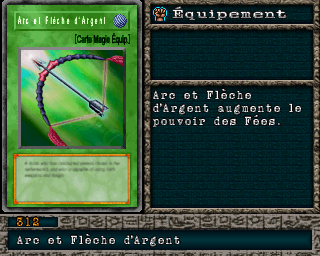 Arc et Flèche d'Argent
[Carte Magie Équip.]
Équipement
Arc et Flèche
d'Argent augmente le
pouvoir des Fées.
312
Arc et Flèche d'Argent